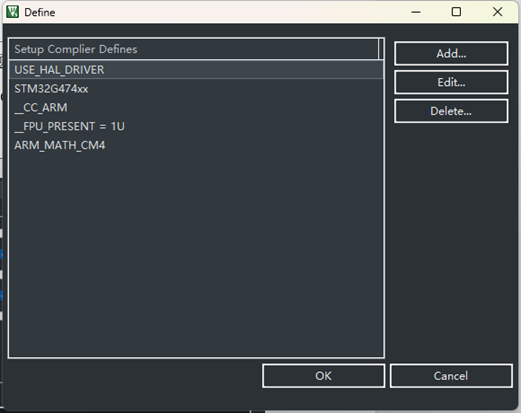 Define
Setup Complier Defines
Add...
USE_HAL_DRIVER
Edit...
STM32G474xx
__CC_ARM
Delete...
__FPU_PRESENT = 1U
ARM_MATH_CM4
OK
Cancel